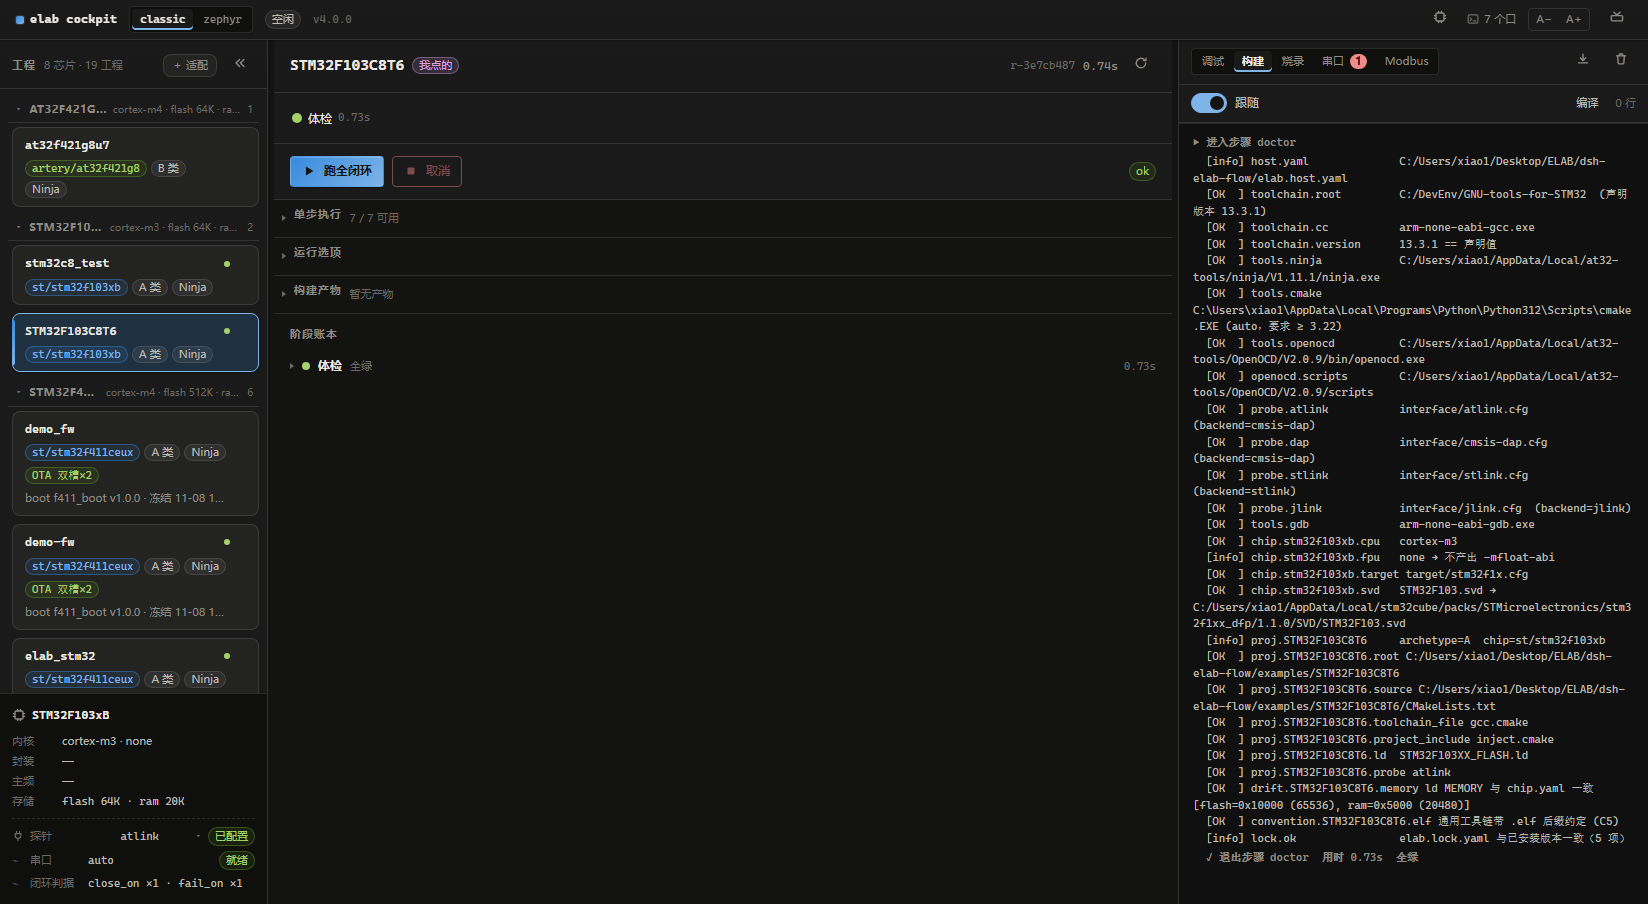 elab cockpit classic zephyr 空闲 v4.0.0 7 个口 A− A+
工程 8 芯片 · 19 工程 + 适配
AT32F421G... cortex-m4 · flash 64K · ra... 1
at32f421g8u7
artery/at32f421g8 B 类
Ninja
STM32F10... cortex-m3 · flash 64K · ra... 2
stm32c8_test
st/stm32f103xb A 类 Ninja
STM32F103C8T6
st/stm32f103xb A 类 Ninja
STM32F4... cortex-m4 · flash 512K · ra... 6
demo_fw
st/stm32f411ceux A 类 Ninja
OTA 双槽×2
boot f411_boot v1.0.0 · 冻结 11-08 1...
demo-fw
st/stm32f411ceux A 类 Ninja
OTA 双槽×2
boot f411_boot v1.0.0 · 冻结 11-08 1...
elab_stm32
st/stm32f411ceux A 类 Ninja
STM32F103xB
内核 cortex-m3 · none
封装 —
主频 —
存储 flash 64K · ram 20K
探针 atlink 已配置
串口 auto 就绪
闭环判据 close_on ×1 · fail_on ×1
STM32F103C8T6 我点的 r-3e7cb487 0.74s
体检 0.73s
跑全闭环 取消 ok
单步执行 7 / 7 可用
运行选项
构建产物 暂无产物
阶段账本
体检 全绿 0.73s
调试 构建 烧录 串口 1 Modbus
跟随 编译 0 行
▸ 进入步骤 doctor
[info] host.yaml C:/Users/xiao1/Desktop/ELAB/dsh-
elab-flow/elab.host.yaml
[OK  ] toolchain.root C:/DevEnv/GNU-tools-for-STM32 (声明
版本 13.3.1)
[OK  ] toolchain.cc arm-none-eabi-gcc.exe
[OK  ] toolchain.version 13.3.1 == 声明值
[OK  ] tools.ninja C:/Users/xiao1/AppData/Local/at32-
tools/ninja/V1.11.1/ninja.exe
[OK  ] tools.cmake
C:\Users\xiao1\AppData\Local\Programs\Python\Python312\Scripts\cmake
.EXE (auto，要求 ≥ 3.22)
[OK  ] tools.openocd C:/Users/xiao1/AppData/Local/at32-
tools/OpenOCD/V2.0.9/bin/openocd.exe
[OK  ] openocd.scripts C:/Users/xiao1/AppData/Local/at32-
tools/OpenOCD/V2.0.9/scripts
[OK  ] probe.atlink interface/atlink.cfg
(backend=cmsis-dap)
[OK  ] probe.dap interface/cmsis-dap.cfg
(backend=cmsis-dap)
[OK  ] probe.stlink interface/stlink.cfg
(backend=stlink)
[OK  ] probe.jlink interface/jlink.cfg (backend=jlink)
[OK  ] tools.gdb arm-none-eabi-gdb.exe
[OK  ] chip.stm32f103xb.cpu cortex-m3
[info] chip.stm32f103xb.fpu none → 不产出 -mfloat-abi
[OK  ] chip.stm32f103xb.target target/stm32f1x.cfg
[OK  ] chip.stm32f103xb.svd STM32F103.svd →
C:/Users/xiao1/AppData/Local/stm32cube/packs/STMicroelectronics/stm3
2f1xx_dfp/1.1.0/SVD/STM32F103.svd
[info] proj.STM32F103C8T6 archetype=A chip=st/stm32f103xb
[OK  ] proj.STM32F103C8T6.root C:/Users/xiao1/Desktop/ELAB/dsh-
elab-flow/examples/STM32F103C8T6
[OK  ] proj.STM32F103C8T6.source C:/Users/xiao1/Desktop/ELAB/dsh-
elab-flow/examples/STM32F103C8T6/CMakeLists.txt
[OK  ] proj.STM32F103C8T6.toolchain_file gcc.cmake
[OK  ] proj.STM32F103C8T6.project_include inject.cmake
[OK  ] proj.STM32F103C8T6.ld STM32F103XX_FLASH.ld
[OK  ] proj.STM32F103C8T6.probe atlink
[OK  ] drift.STM32F103C8T6.memory ld MEMORY 与 chip.yaml 一致
[flash=0x10000 (65536), ram=0x5000 (20480)]
[OK  ] convention.STM32F103C8T6.elf 通用工具链带 .elf 后缀约定 (C5)
[info] lock.ok elab.lock.yaml 与已安装版本一致（5 项）
✓ 退出步骤 doctor 用时 0.73s 全绿